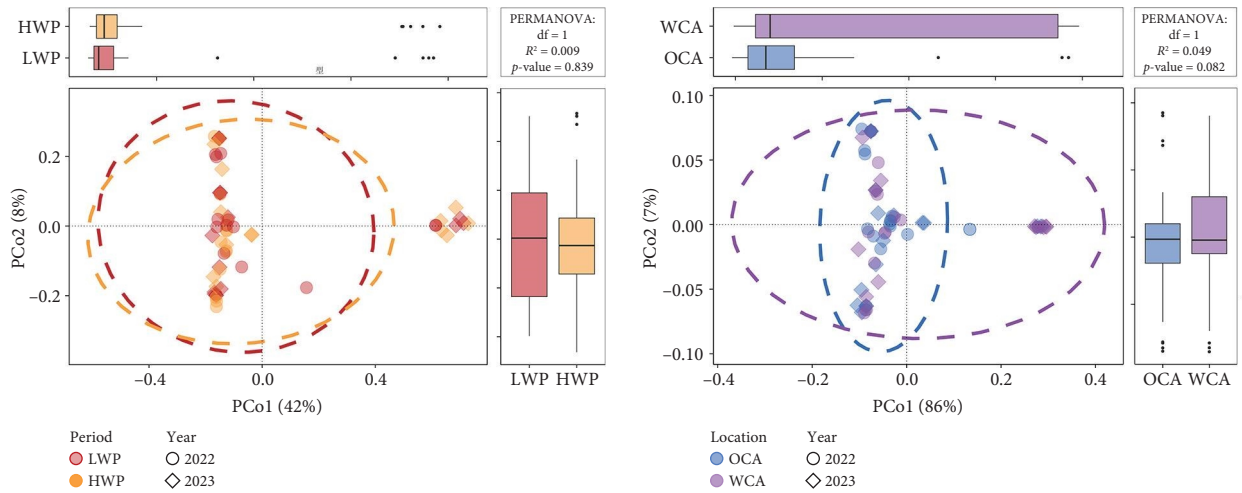 HWP
LWP
型
PERMANOVA:
df = 1
R² = 0.009
p-value = 0.839
PCo2 (8%)
0.2
0.0
−0.2
−0.4
0.0
0.4
PCo1 (42%)
LWP HWP
Period
Year
LWP
2022
HWP
2023
WCA
OCA
PERMANOVA:
df = 1
R² = 0.049
p-value = 0.082
PCo2 (7%)
0.10
0.05
0.00
−0.05
−0.10
−0.4
−0.2
0.0
0.2
0.4
PCo1 (86%)
OCA WCA
Location
Year
OCA
2022
WCA
2023